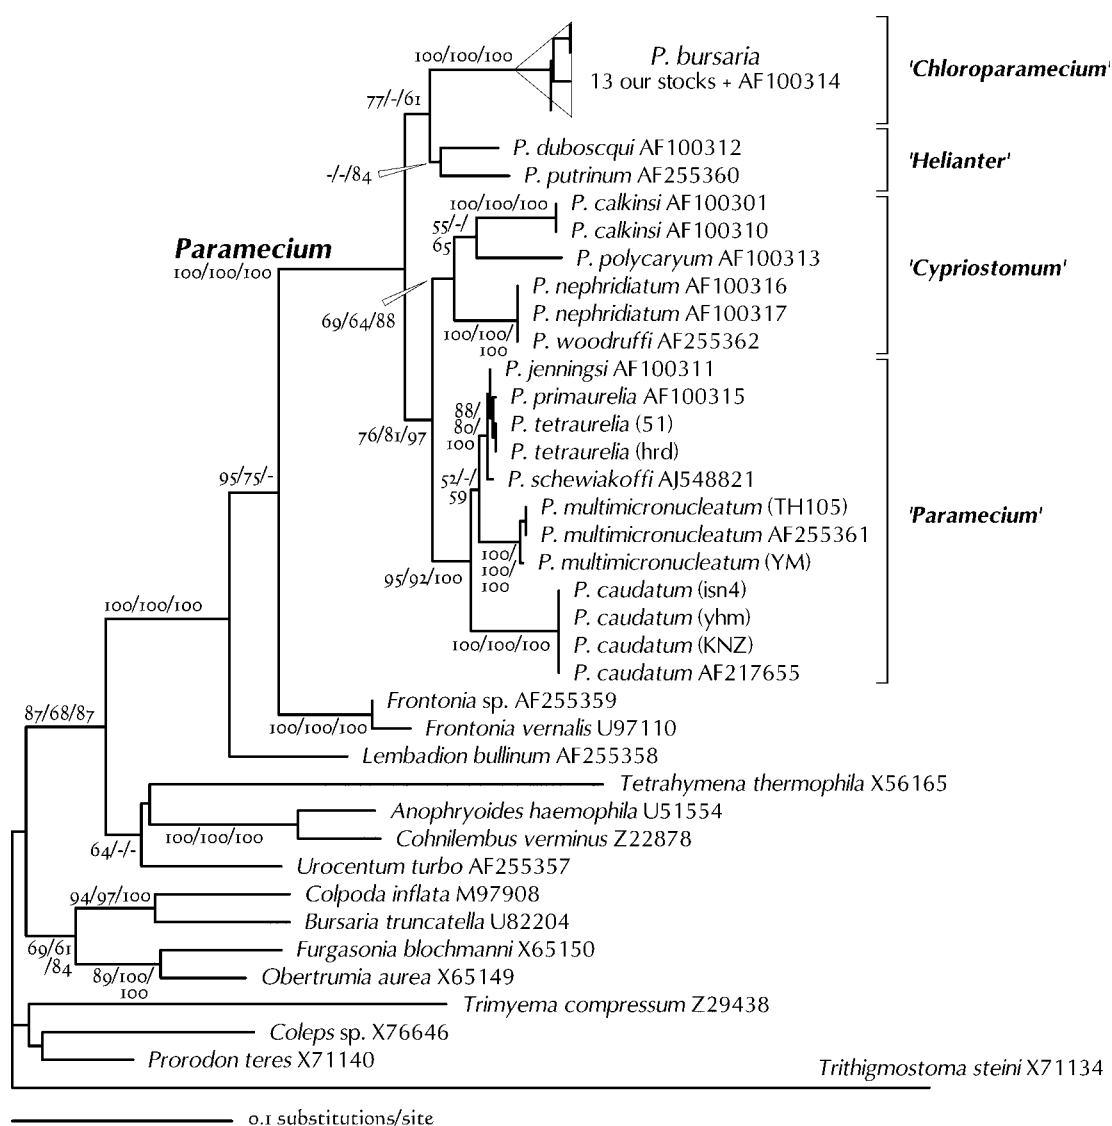 100/100/100
P. bursaria
13 our stocks + AF100314
'Chloroparamecium'
77/-/61
P. duboscqui AF100312
'Helianter'
-/-/84
P. putrinum AF255360
100/100/100
P. calkinsi AF100301
55/-/
65
P. calkinsi AF100310
Paramecium
100/100/100
P. polycaryum AF100313
'Cypriostomum'
P. nephridiatum AF100316
69/64/88
P. nephridiatum AF100317
100/100/
100
P. woodruffi AF255362
P. jenningsi AF100311
P. primaurelia AF100315
88/
80/
100
P. tetraurelia (51)
76/81/97
P. tetraurelia (hrd)
95/75/-
52/-/
59
P. schewiakoffi AJ548821
P. multimicronucleatum (TH105)
'Paramecium'
P. multimicronucleatum AF255361
100/
100/
100
P. multimicronucleatum (YM)
95/92/100
P. caudatum (isn4)
100/100/100
P. caudatum (yhm)
100/100/100
P. caudatum (KNZ)
P. caudatum AF217655
Frontonia sp. AF255359
87/68/87
100/100/100
Frontonia vernalis U97110
Lembadion bullinum AF255358
Tetrahymena thermophila X56165
Anophryoides haemophila U51554
100/100/100
Cohnilembus verminus Z22878
64/-/-
Urocentum turbo AF255357
94/97/100
Colpoda inflata M97908
Bursaria truncatella U82204
69/61
/84
Furgasonia blochmanni X65150
89/100/
100
Obertrumia aurea X65149
Trimyema compressum Z29438
Coleps sp. X76646
Prorodon teres X71140
Trithigmostoma steini X71134
0.1 substitutions/site